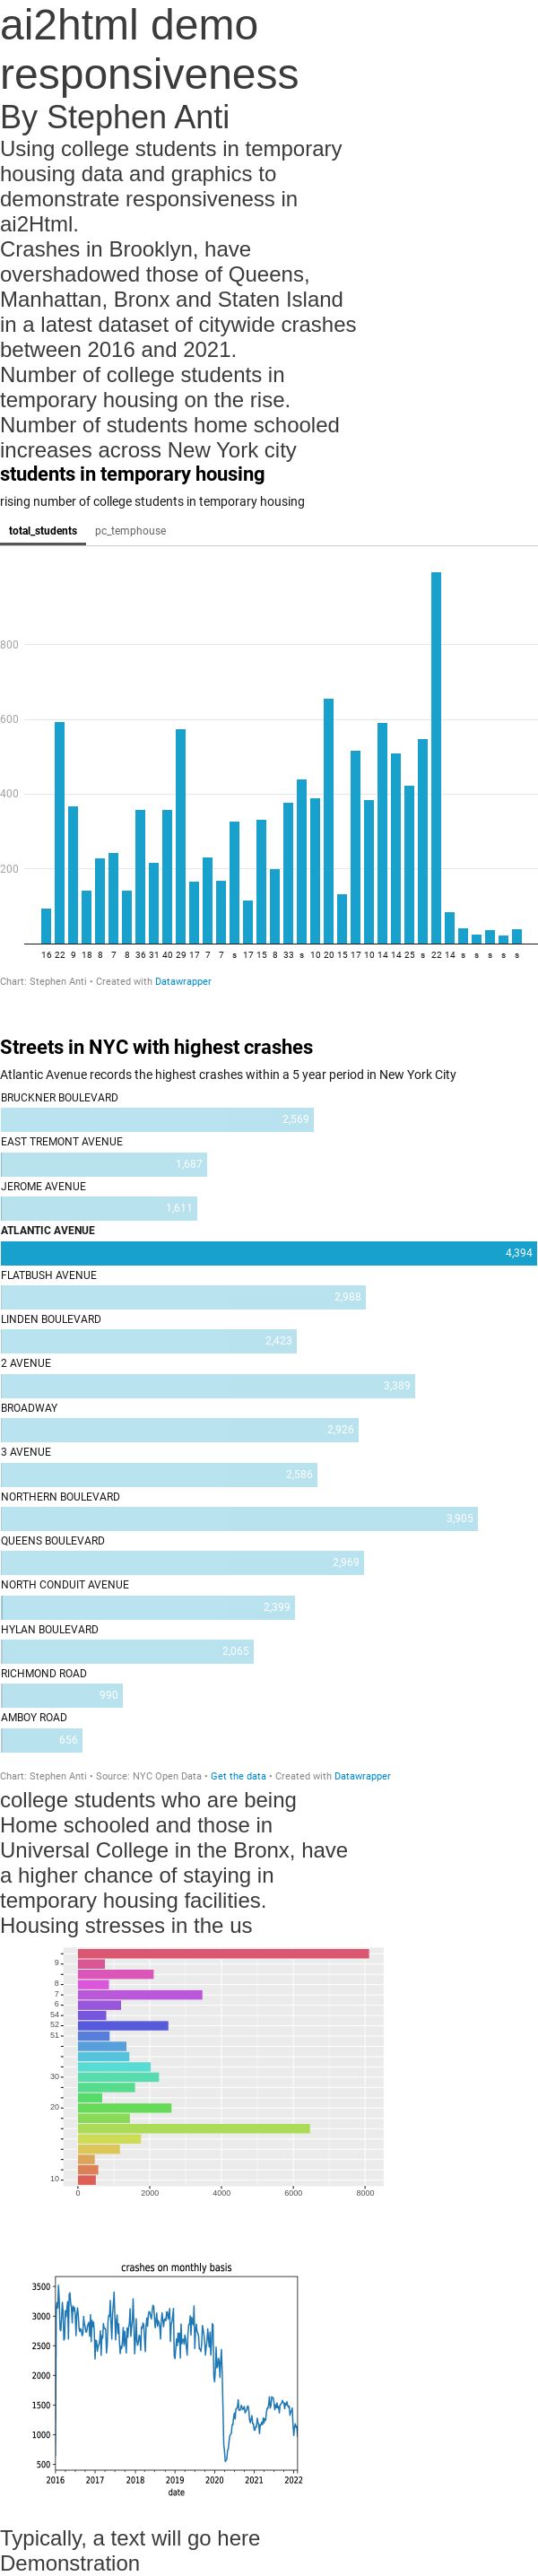 ai2html demo
responsiveness
By Stephen Anti
Using college students in temporary
housing data and graphics to
demonstrate responsiveness in
ai2Html.
Crashes in Brooklyn, have
overshadowed those of Queens,
Manhattan, Bronx and Staten Island
in a latest dataset of citywide crashes
between 2016 and 2021.
Number of college students in
temporary housing on the rise.
Number of students home schooled
increases across New York city
students in temporary housing
rising number of college students in temporary housing
total_students pc_temphouse
800
600
400
200
16 22 9 18 8 7 8 36 31 40 29 17 7 7 s 17 15 8 33 s 10 20 15 17 10 14 14 25 s 22 14 s s s s s
Chart: Stephen Anti • Created with Datawrapper
Streets in NYC with highest crashes
Atlantic Avenue records the highest crashes within a 5 year period in New York City
BRUCKNER BOULEVARD
2,569
EAST TREMONT AVENUE
1,687
JEROME AVENUE
1,611
ATLANTIC AVENUE
4,394
FLATBUSH AVENUE
2,988
LINDEN BOULEVARD
2,423
2 AVENUE
3,389
BROADWAY
2,926
3 AVENUE
2,586
NORTHERN BOULEVARD
3,905
QUEENS BOULEVARD
2,969
NORTH CONDUIT AVENUE
2,399
HYLAN BOULEVARD
2,065
RICHMOND ROAD
990
AMBOY ROAD
656
Chart: Stephen Anti • Source: NYC Open Data • Get the data • Created with Datawrapper
college students who are being
Home schooled and those in
Universal College in the Bronx, have
a higher chance of staying in
temporary housing facilities.
Housing stresses in the us
9
8
7
6
54
52
51
30
20
10
0 2000 4000 6000 8000
crashes on monthly basis
3500
3000
2500
2000
1500
1000
500
2016 2017 2018 2019 2020 2021 2022
date
Typically, a text will go here
Demonstration